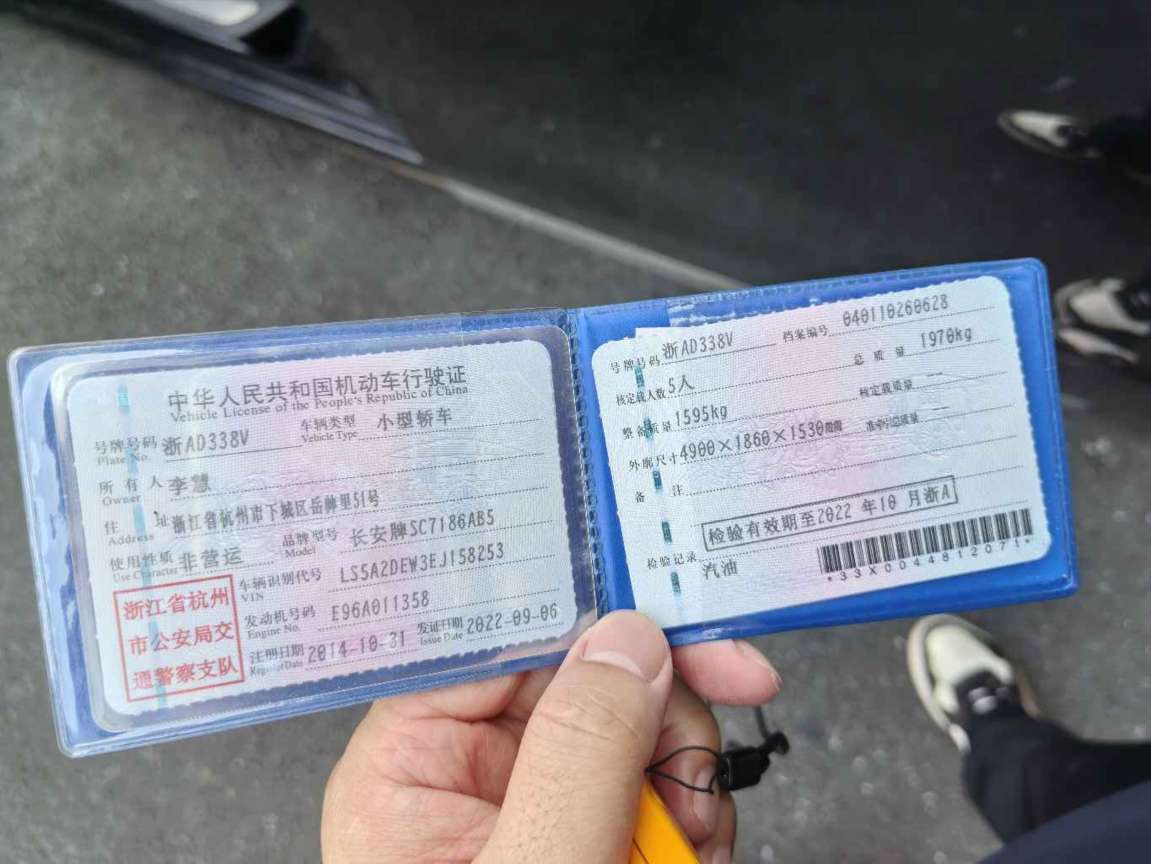 中华人民共和国机动车行驶证
Vehicle License of the People's Republic of China
号牌号码 浙AD338V 车辆类型 小型轿车
Plate No. Vehicle Type
所有人 李慧
Owner
住址 浙江省杭州市下城区岳帅里51号
Address
使用性质 非营运 品牌型号 长安牌SC7186AB5
Use Character Model
浙江省杭州
市公安局交
通警察支队
车辆识别代号 LS5A2DEW3EJ158253
VIN
发动机号码 E96A011358
Engine No.
注册日期 2014-10-31 发证日期 2022-09-06
Register Date Issue Date
号牌号码 浙AD338V 档案编号 040110260628
核定载人数 5人 总质量 1970kg
整备质量 1595kg 核定载质量 --
外廓尺寸 4900×1860×1530mm 准牵引总质量 --
备注
检验有效期至2022 年10 月浙A
检验记录
汽油
*33X0044812071*